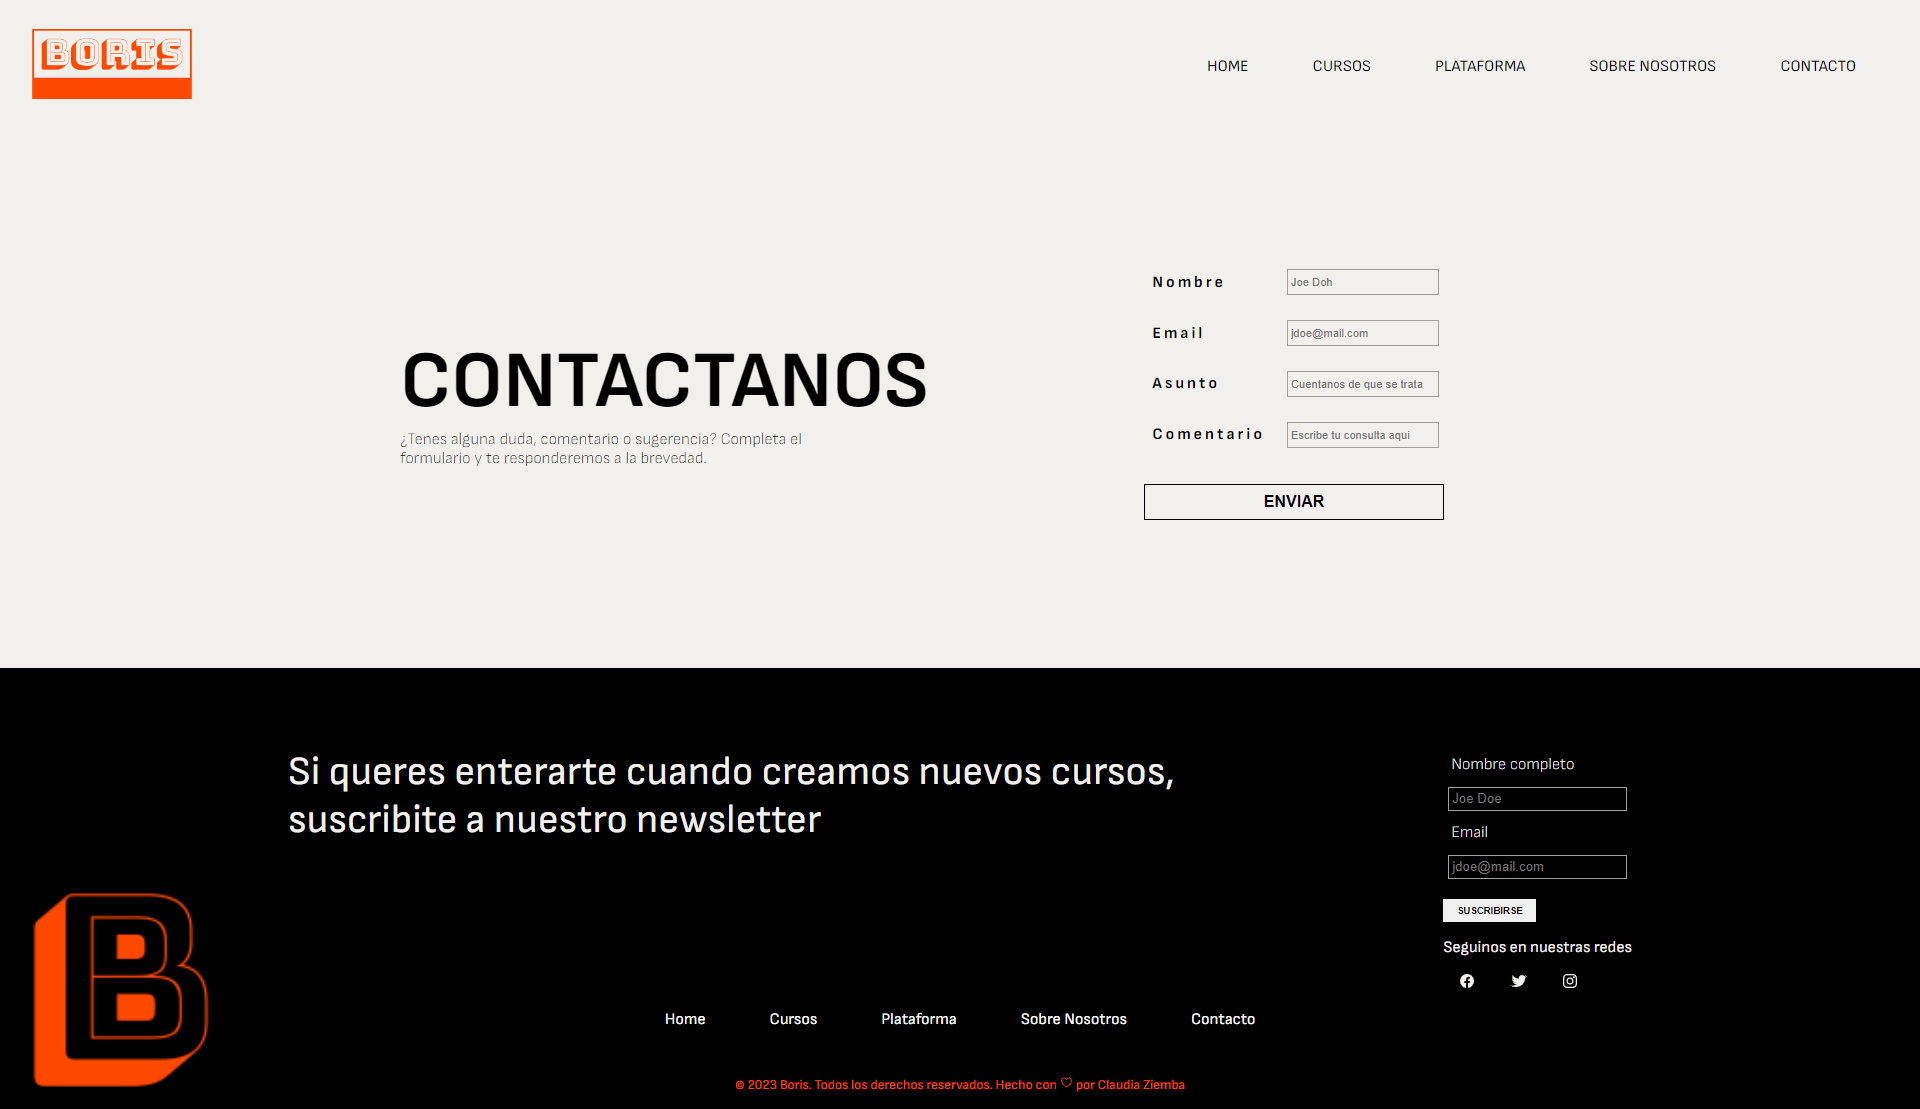 BORIS
HOME CURSOS PLATAFORMA SOBRE NOSOTROS CONTACTO
CONTACTANOS
¿Tenes alguna duda, comentario o sugerencia? Completa el
formulario y te responderemos a la brevedad.
Nombre Joe Doh
Email jdoe@mail.com
Asunto Cuentanos de que se trata
Comentario Escribe tu consulta aqui
ENVIAR
Si queres enterarte cuando creamos nuevos cursos,
suscribite a nuestro newsletter
Nombre completo
Joe Doe
Email
jdoe@mail.com
SUSCRIBIRSE
Seguinos en nuestras redes
B
Home Cursos Plataforma Sobre Nosotros Contacto
© 2023 Boris. Todos los derechos reservados. Hecho con ♡ por Claudia Ziemba